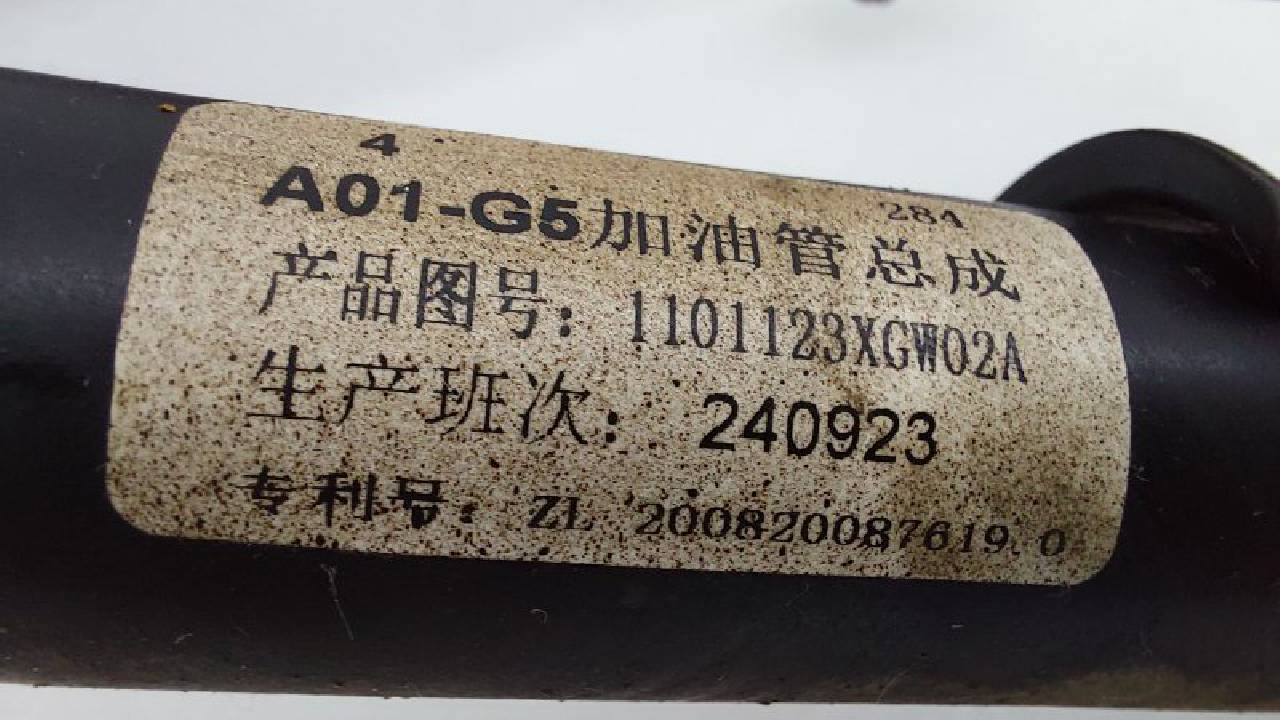 4
284
A01-G5加油管总成
产品图号：1101123XGW02A
生产班次：240923
专利号：ZL 200820087619.0